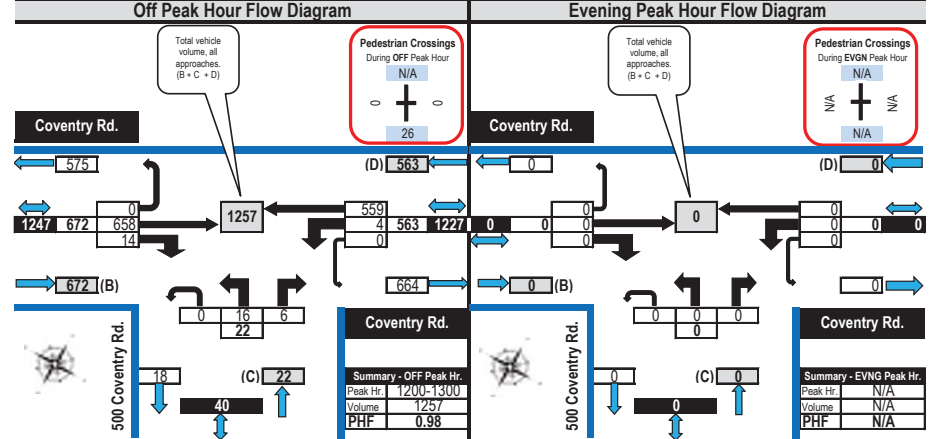 Off Peak Hour Flow Diagram
Total vehicle
volume, all
approaches.
(B + C + D)
Pedestrian Crossings
During OFF Peak Hour
N/A
0 0
26
Coventry Rd.
575
(D) 563
0
1247 672 658
14
1257
559
4 563 1227
0
672 (B)
664
0 16 6
22
500 Coventry Rd.
18
(C) 22
40
Coventry Rd.
Summary - OFF Peak Hr.
Peak Hr. 1200-1300
Volume 1257
PHF 0.98
Evening Peak Hour Flow Diagram
Total vehicle
volume, all
approaches.
(B + C + D)
Pedestrian Crossings
During EVGN Peak Hour
N/A
N/A N/A
N/A
Coventry Rd.
0
(D) 0
0
0 0 0
0
0
0
0 0 0
0
0 (B)
0
0 0 0
0
500 Coventry Rd.
0
(C) 0
0
Coventry Rd.
Summary - EVNG Peak Hr.
Peak Hr. N/A
Volume N/A
PHF N/A